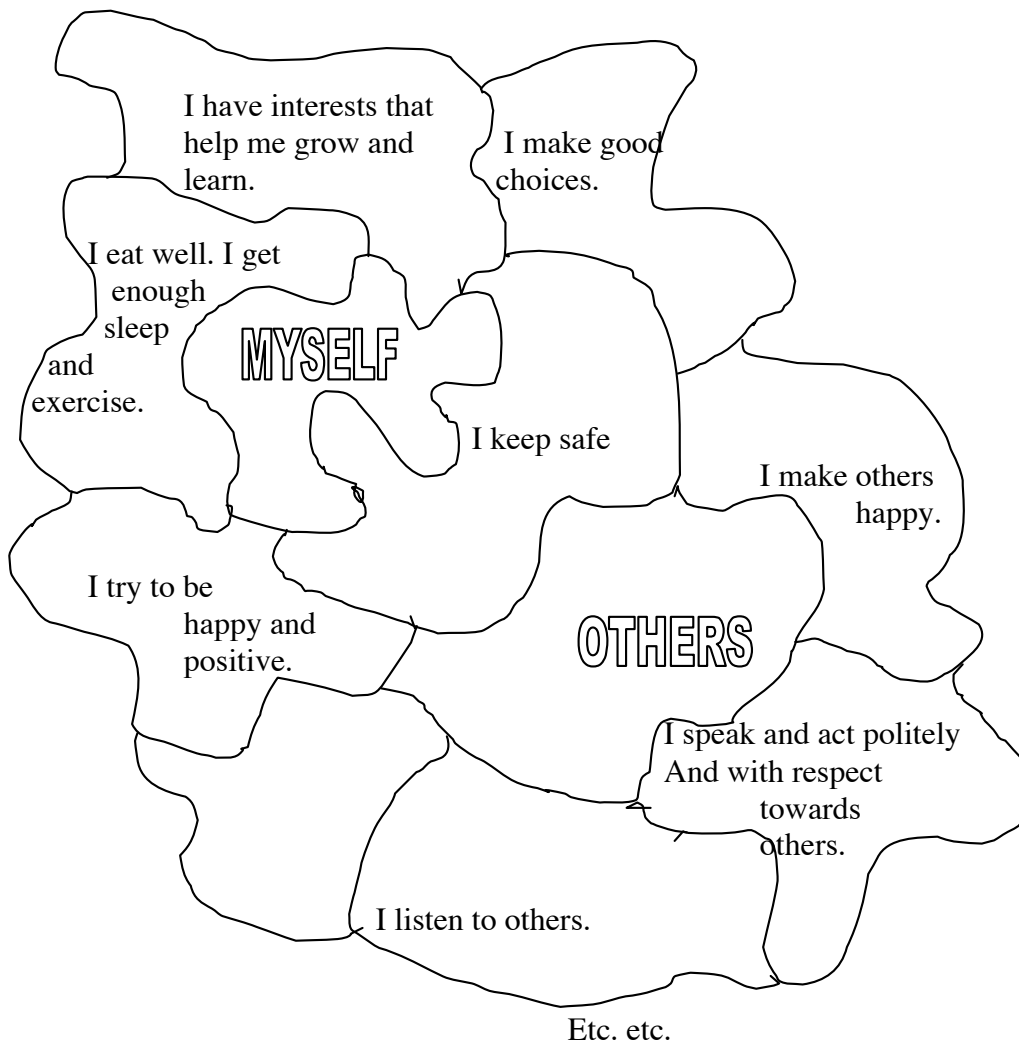 I have interests that
help me grow and
learn.
I make good
choices.
I eat well. I get
enough
sleep
and
exercise.
MYSELF
I keep safe
I make others
happy.
I try to be
happy and
positive.
OTHERS
I speak and act politely
And with respect
towards
others.
I listen to others.
Etc. etc.